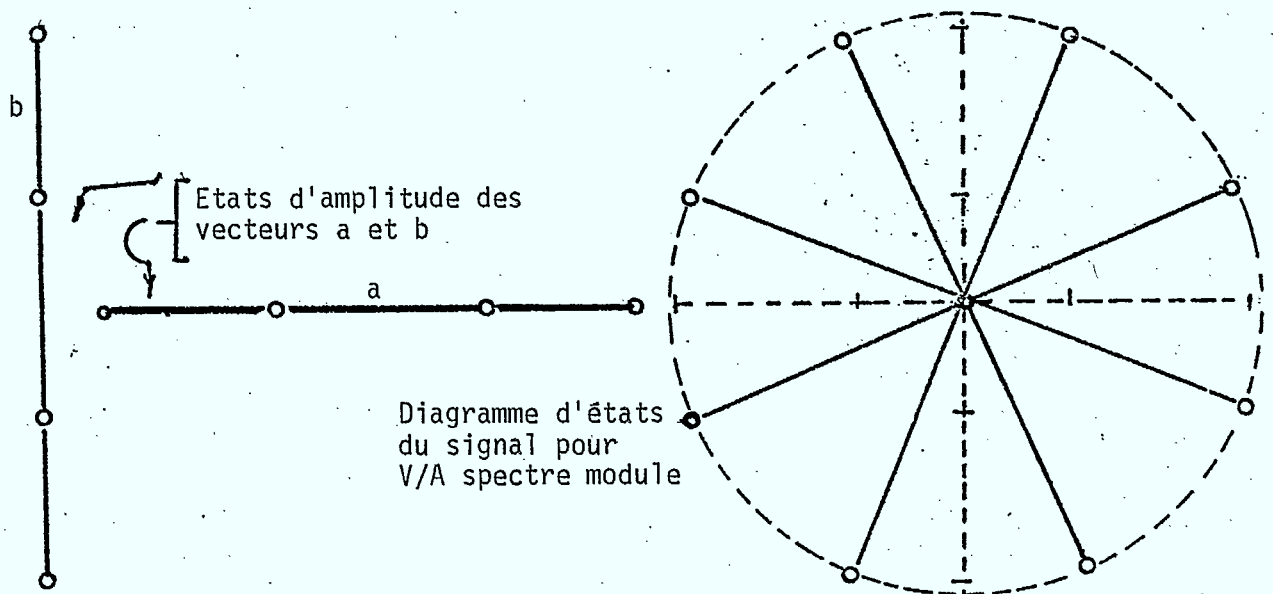 b
Etats d'amplitude des
vecteurs a et b
a
Diagramme d'états
du signal pour
V/A spectre module